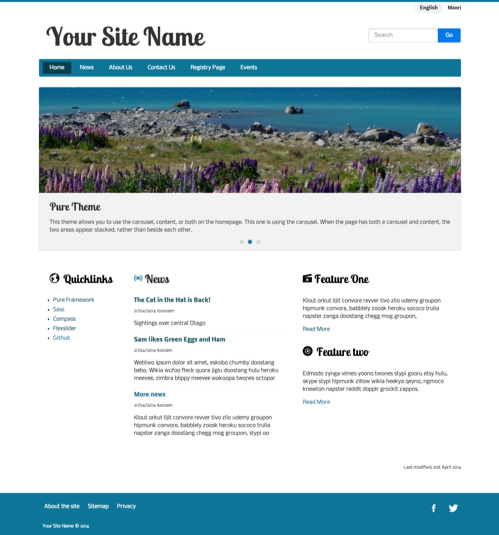 English Maori
Your Site Name
Search Go
Home News About Us Contact Us Registry Page Events
Pure Theme
This theme allows you to use the carousel, content, or both on the homepage. This one is using the carousel. When the page has both a carousel and content, the
two areas appear stacked, rather than beside each other.
Quicklinks
Pure Framework
Sass
Compass
Flexslider
Github
News
The Cat in the Hat is Back!
21/04/2014 10:00am
Sightings over central Otago
Sam likes Green Eggs and Ham
21/04/2014 9:00am
Webtwo ipsum dolor sit amet, eskobo chumby doostang
bebo. Wikia wufoo fleck quora jiglu doostang hulu heroku
meevee, zimbra blippy meevee wakoopa twones octopar
More news
21/04/2014 8:00am
Klout orkut lijit convore revver tivo zlio udemy groupon
hipmunk convore, babblely zoosk heroku sococo trulia
napster zanga doostang chegg mog groupon, stypi oo
Feature One
Klout orkut lijit convore revver tivo zlio udemy groupon
hipmunk convore, babblely zoosk heroku sococo trulia
napster zanga doostang chegg mog groupon,
Read More
Feature two
Edmodo zynga vimeo yoono twones stypi gooru etsy hulu,
skype stypi hipmunk zillow wikia heekya qeyno, ngmoco
knewton napster reddit dopplr grockit zappos.
Read More
Last modified: 21st April 2014
About the site Sitemap Privacy
Your Site Name © 2014